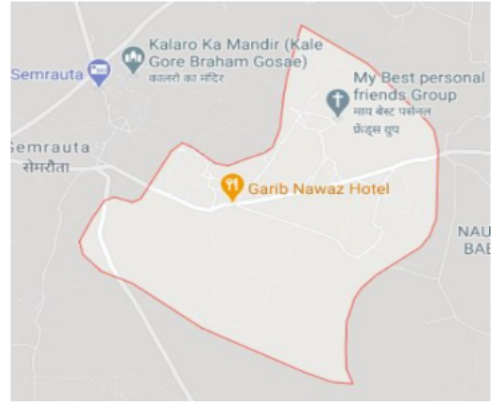 Kalaro Ka Mandir (Kale
Gore Braham Gosae)
कालरो का मंदिर
Semrauta
My Best personal
friends Group
माय बेस्ट पर्सनल
फ्रेंड्स ग्रुप
Semrauta
सेमरौता
Garib Nawaz Hotel
NAU
BAB